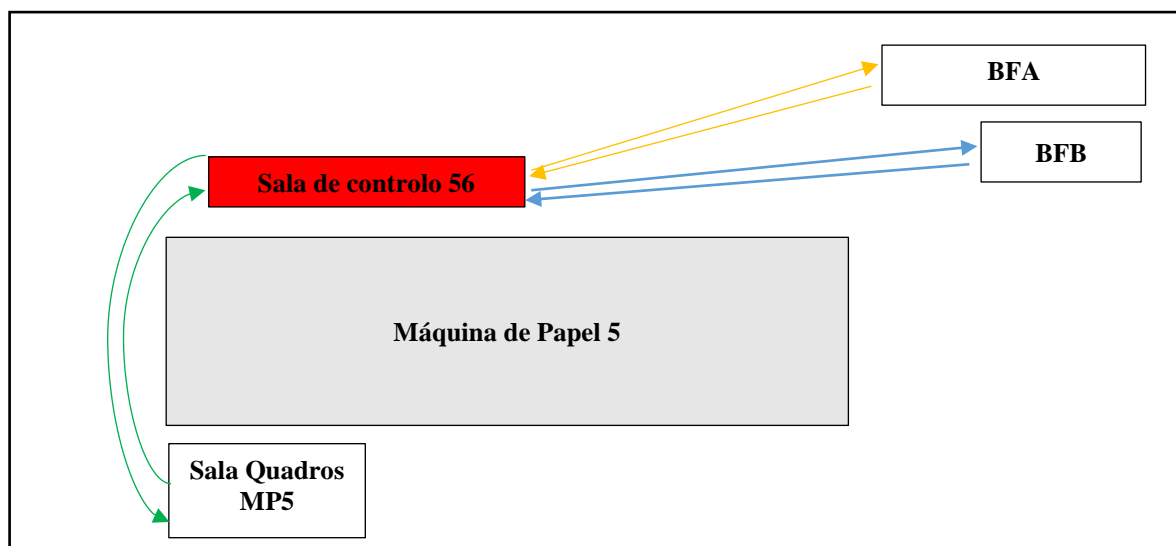 BFA
BFB
Sala de controlo 56
Máquina de Papel 5
Sala Quadros
MP5